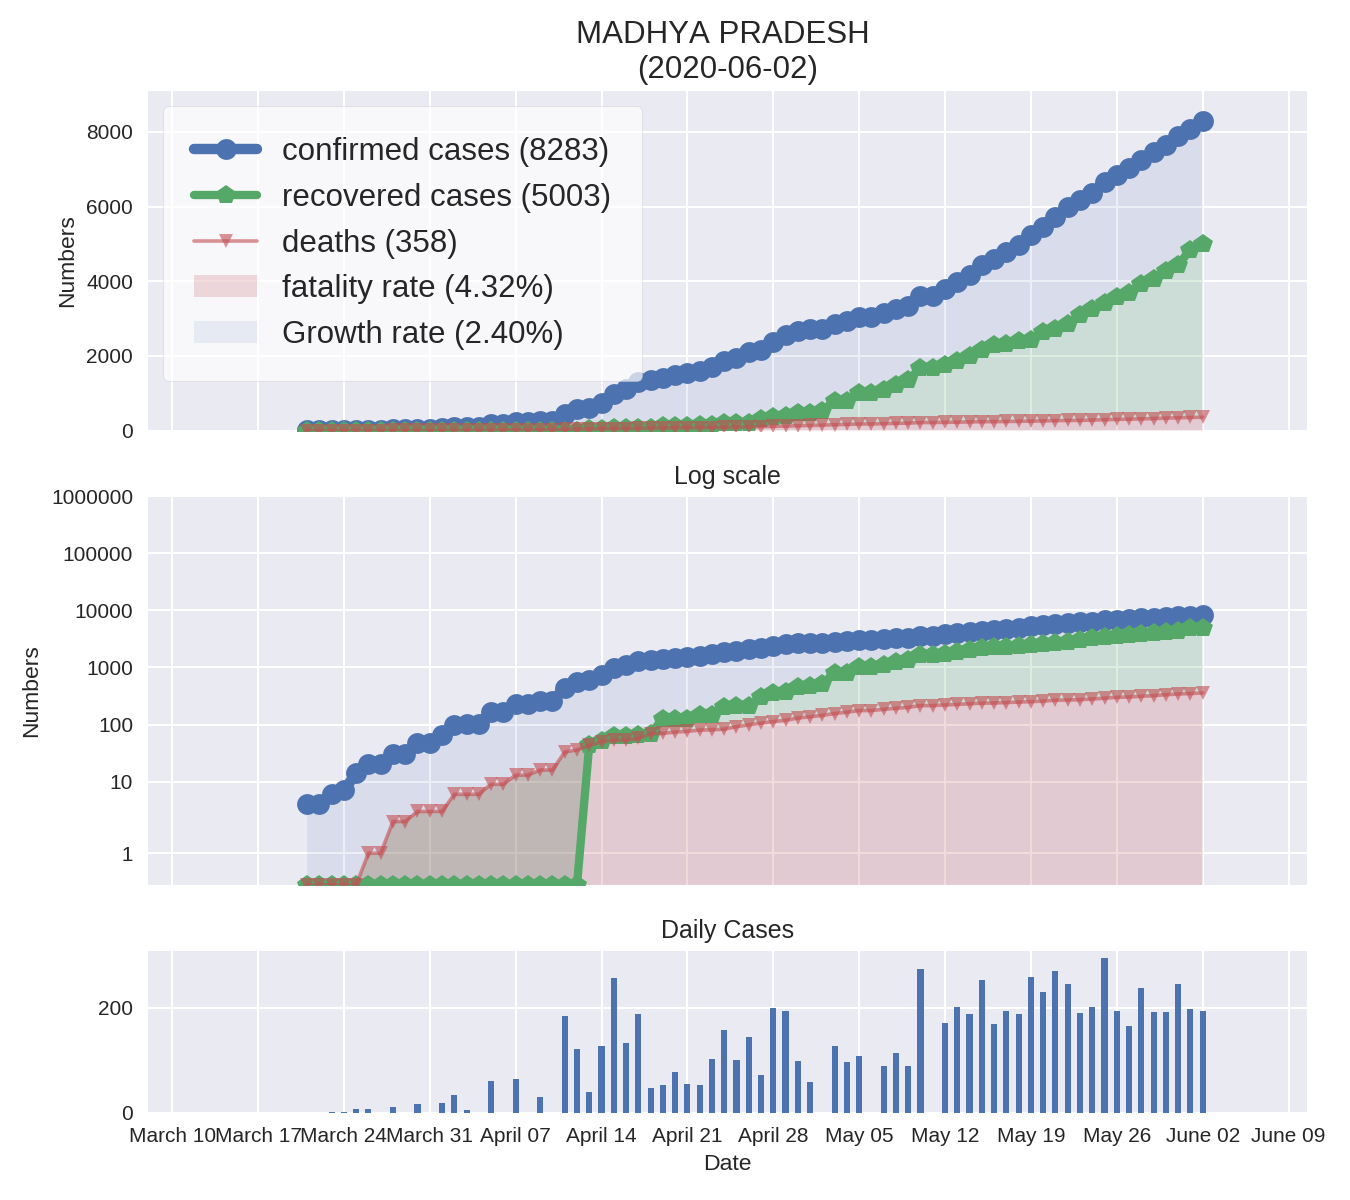 MADHYA PRADESH
(2020-06-02)
Numbers
8000
6000
4000
2000
0
confirmed cases (8283)
recovered cases (5003)
deaths (358)
fatality rate (4.32%)
Growth rate (2.40%)
Log scale
Numbers
1000000
100000
10000
1000
100
10
1
Daily Cases
200
0
March 10 March 17 March 24 March 31 April 07 April 14 April 21 April 28 May 05 May 12 May 19 May 26 June 02 June 09
Date